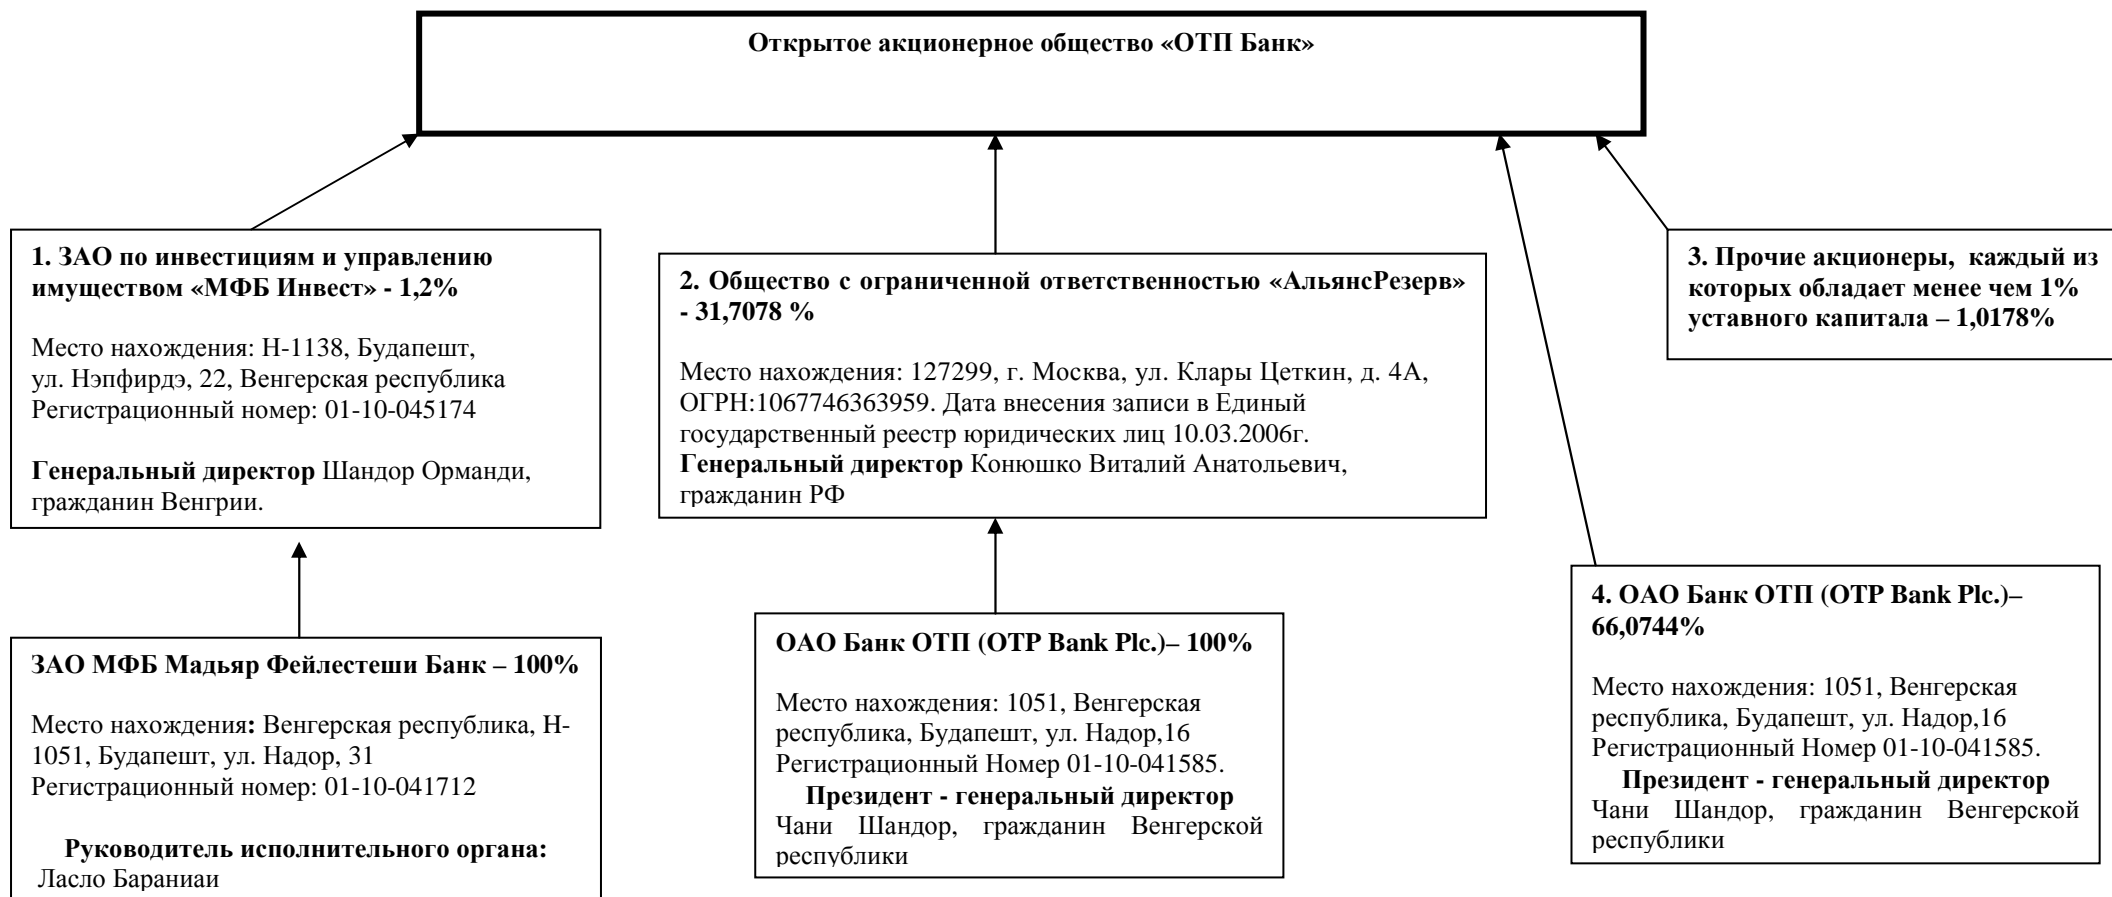 Открытое акционерное общество «ОТП Банк»
1. ЗАО по инвестициям и управлению
имуществом «МФБ Инвест» - 1,2%
Место нахождения: Н-1138, Будапешт,
ул. Нэпфирдэ, 22, Венгерская республика
Регистрационный номер: 01-10-045174
Генеральный директор Шандор Орманди,
гражданин Венгрии.
2. Общество с ограниченной ответственностью «АльянсРезерв»
- 31,7078 %
Место нахождения: 127299, г. Москва, ул. Клары Цеткин, д. 4А,
ОГРН:1067746363959. Дата внесения записи в Единый
государственный реестр юридических лиц 10.03.2006г.
Генеральный директор Конюшко Виталий Анатольевич,
гражданин РФ
3. Прочие акционеры, каждый из
которых обладает менее чем 1%
уставного капитала – 1,0178%
ЗАО МФБ Мадьяр Фейлестеши Банк – 100%
Место нахождения: Венгерская республика, Н-
1051, Будапешт, ул. Надор, 31
Регистрационный номер: 01-10-041712
Руководитель исполнительного органа:
Ласло Бараниаи
ОАО Банк ОТП (OTP Bank Plc.)– 100%
Место нахождения: 1051, Венгерская
республика, Будапешт, ул. Надор,16
Регистрационный Номер 01-10-041585.
Президент - генеральный директор
Чани Шандор, гражданин Венгерской
республики
4. ОАО Банк ОТП (OTP Bank Plc.)–
66,0744%
Место нахождения: 1051, Венгерская
республика, Будапешт, ул. Надор,16
Регистрационный Номер 01-10-041585.
Президент - генеральный директор
Чани Шандор, гражданин Венгерской
республики